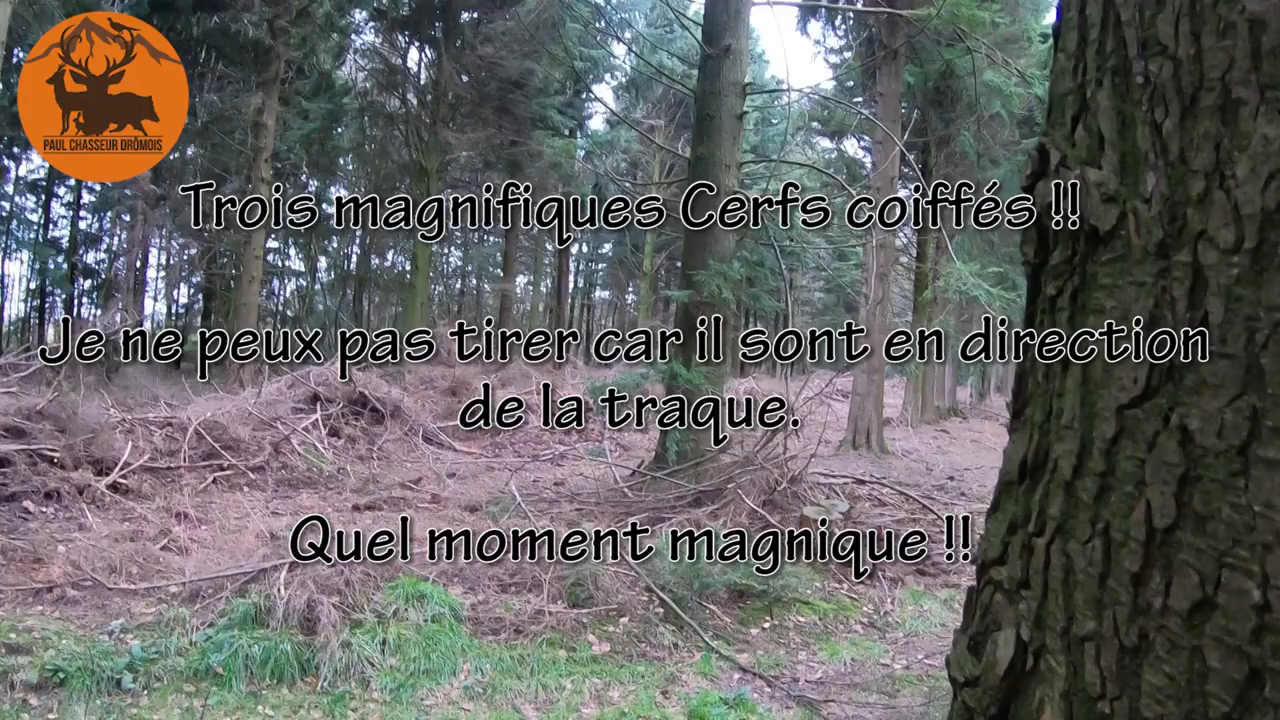 PAUL CHASSEUR DRÔMOIS
Trois magnifiques Cerfs coiffés !!
Je ne peux pas tirer car il sont en direction
de la traque.
Quel moment magnique !!